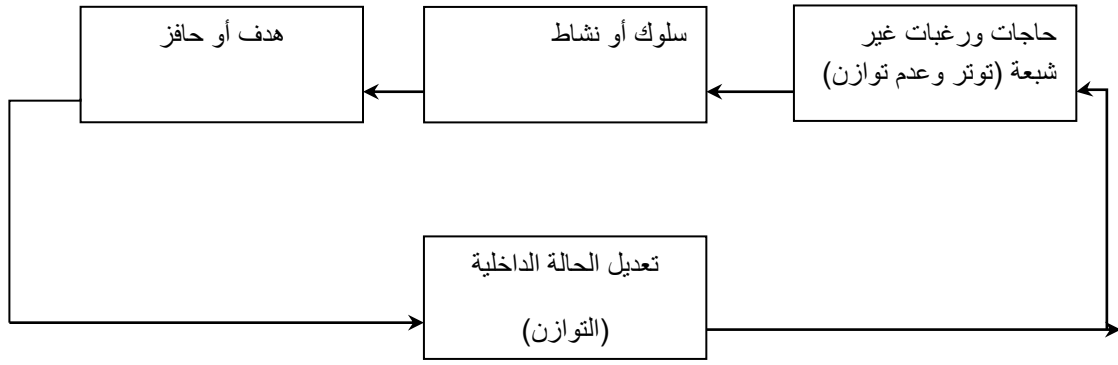 حاجات ورغبات غير
شبعة (توتر وعدم توازن)
سلوك أو نشاط
هدف أو حافز
تعديل الحالة الداخلية
(التوازن)